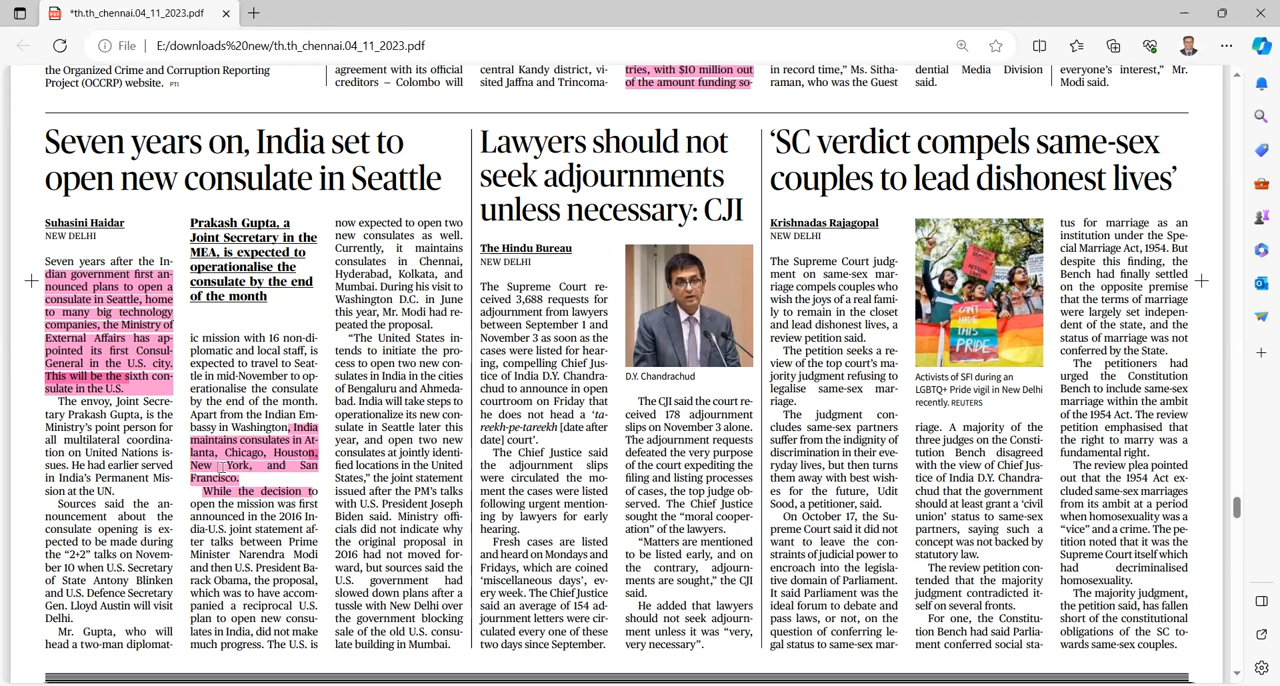 *th.th_chennai.04_11_2023.pdf
File
E:/downloads%20new/th.th_chennai.04_11_2023.pdf
the Organized Crime and Corruption Reporting
Project (OCCRP) website. PTI
agreement with its official
creditors – Colombo will
central Kandy district, vi-
sited Jaffna and Trincoma-
tries, with $10 million out
of the amount funding so-
in record time,” Ms. Sitha-
raman, who was the Guest
dential Media Division
said.
everyone’s interest,” Mr.
Modi said.
Seven years on, India set to
open new consulate in Seattle
Suhasini Haidar
NEW DELHI
Seven years after the In-
dian government first an-
nounced plans to open a
consulate in Seattle, home
to many big technology
companies, the Ministry of
External Affairs has ap-
pointed its first Consul-
General in the U.S. city.
This will be the sixth con-
sulate in the U.S.
The envoy, Joint Secre-
tary Prakash Gupta, is the
Ministry’s point person for
all multilateral coordina-
tion on United Nations is-
sues. He had earlier served
in India’s Permanent Mis-
sion at the UN.
Sources said the an-
nouncement about the
consulate opening is ex-
pected to be made during
the “2+2” talks on Novem-
ber 10 when U.S. Secretary
of State Antony Blinken
and U.S. Defence Secretary
Gen. Lloyd Austin will visit
Delhi.
Mr. Gupta, who will
head a two-man diplomat-
Prakash Gupta, a
Joint Secretary in the
MEA, is expected to
operationalise the
consulate by the end
of the month
ic mission with 16 non-di-
plomatic and local staff, is
expected to travel to Seat-
tle in mid-November to op-
erationalise the consulate
by the end of the month.
Apart from the Indian Em-
bassy in Washington, India
maintains consulates in At-
lanta, Chicago, Houston,
New York, and San
Francisco.
While the decision to
open the mission was first
announced in the 2016 In-
dia-U.S. joint statement af-
ter talks between Prime
Minister Narendra Modi
and then U.S. President Ba-
rack Obama, the proposal,
which was to have accom-
panied a reciprocal U.S.
plan to open new consu-
lates in India, did not make
much progress. The U.S. is
now expected to open two
new consulates as well.
Currently, it maintains
consulates in Chennai,
Hyderabad, Kolkata, and
Mumbai. During his visit to
Washington D.C. in June
this year, Mr. Modi had re-
peated the proposal.
“The United States in-
tends to initiate the pro-
cess to open two new con-
sulates in India in the cities
of Bengaluru and Ahmeda-
bad. India will take steps to
operationalize its new con-
sulate in Seattle later this
year, and open two new
consulates at jointly identi-
fied locations in the United
States,” the joint statement
issued after the PM’s talks
with U.S. President Joseph
Biden said. Ministry offi-
cials did not indicate why
the original proposal in
2016 had not moved for-
ward, but sources said the
U.S. government had
slowed down plans after a
tussle with New Delhi over
the government blocking
sale of the old U.S. consu-
late building in Mumbai.
Lawyers should not
seek adjournments
unless necessary: CJI
The Hindu Bureau
NEW DELHI
The Supreme Court re-
ceived 3,688 requests for
adjournment from lawyers
between September 1 and
November 3 as soon as the
cases were listed for hear-
ing, compelling Chief Jus-
tice of India D.Y. Chandra-
chud to announce in open
courtroom on Friday that
he does not head a ‘ta-
reekh-pe-tareekh [date after
date] court’.
The Chief Justice said
the adjournment slips
were circulated the mo-
ment the cases were listed
following urgent mention-
ing by lawyers for early
hearing.
Fresh cases are listed
and heard on Mondays and
Fridays, which are coined
‘miscellaneous days’, ev-
ery week. The Chief Justice
said an average of 154 ad-
journment letters were cir-
culated every one of these
two days since September.
D.Y. Chandrachud
The CJI said the court re-
ceived 178 adjournment
slips on November 3 alone.
The adjournment requests
defeated the very purpose
of the court expediting the
filing and listing processes
of cases, the top judge ob-
served. The Chief Justice
sought the “moral cooper-
ation” of the lawyers.
“Matters are mentioned
to be listed early, and on
the contrary, adjourn-
ments are sought,” the CJI
said.
He added that lawyers
should not seek adjourn-
ment unless it was “very,
very necessary”.
‘SC verdict compels same-sex
couples to lead dishonest lives’
Krishnadas Rajagopal
NEW DELHI
The Supreme Court judg-
ment on same-sex mar-
riage compels couples who
wish the joys of a real fami-
ly to remain in the closet
and lead dishonest lives, a
review petition said.
The petition seeks a re-
view of the top court’s ma-
jority judgment refusing to
legalise same-sex mar-
riage.
The judgment con-
cludes same-sex partners
suffer from the indignity of
discrimination in their eve-
ryday lives, but then turns
them away with best wish-
es for the future, Udit
Sood, a petitioner, said.
On October 17, the Su-
preme Court said it did not
want to leave the con-
straints of judicial power to
encroach into the legisla-
tive domain of Parliament.
It said Parliament was the
ideal forum to debate and
pass laws, or not, on the
question of conferring le-
gal status to same-sex mar-
CAN'T
HIDE
THIS
PRIDE
Activists of SFI during an
LGBTQ+ Pride vigil in New Delhi
recently. REUTERS
riage. A majority of the
three judges on the Consti-
tution Bench disagreed
with the view of Chief Jus-
tice of India D.Y. Chandra-
chud that the government
should at least grant a ‘civil
union’ status to same-sex
partners, saying such a
concept was not backed by
statutory law.
The review petition con-
tended that the majority
judgment contradicted it-
self on several fronts.
For one, the Constitu-
tion Bench had said Parlia-
ment conferred social sta-
tus for marriage as an
institution under the Spe-
cial Marriage Act, 1954. But
despite this finding, the
Bench had finally settled
on the opposite premise
that the terms of marriage
were largely set indepen-
dent of the state, and the
status of marriage was not
conferred by the State.
The petitioners had
urged the Constitution
Bench to include same-sex
marriage within the ambit
of the 1954 Act. The review
petition emphasised that
the right to marry was a
fundamental right.
The review plea pointed
out that the 1954 Act ex-
cluded same-sex marriages
from its ambit at a period
when homosexuality was a
“vice” and a crime. The pe-
tition noted that it was the
Supreme Court itself which
had decriminalised
homosexuality.
The majority judgment,
the petition said, has fallen
short of the constitutional
obligations of the SC to-
wards same-sex couples.